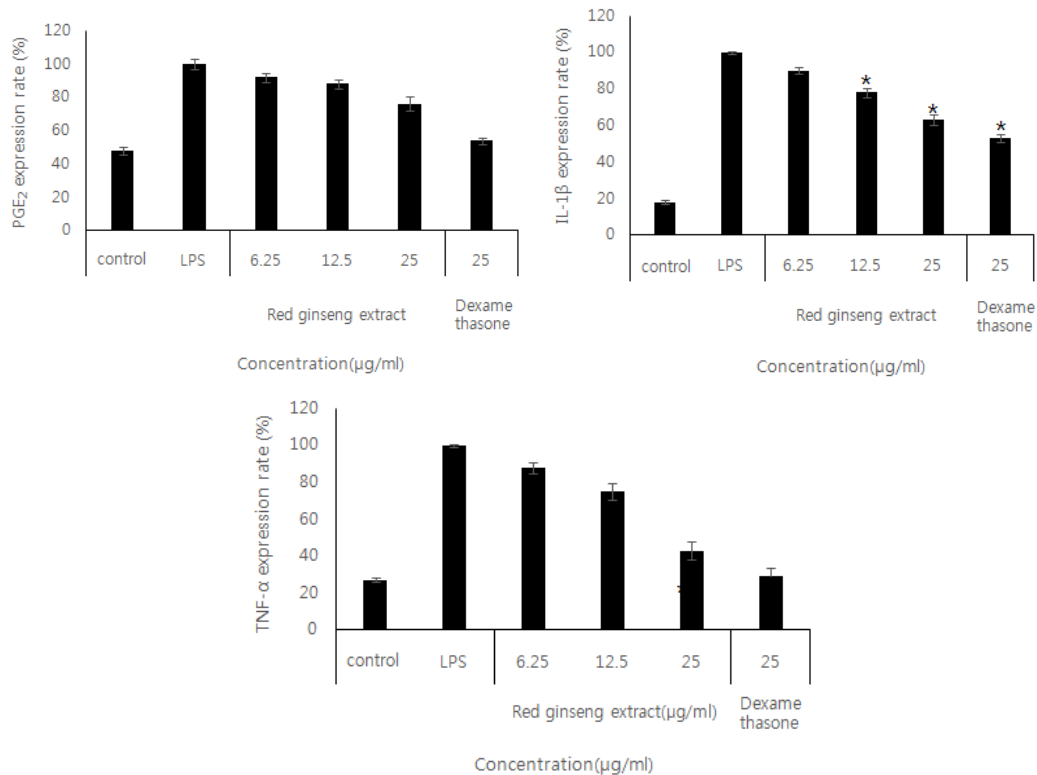 PGE₂ expression rate (%)
120
100
80
60
40
20
0
control LPS 6.25 12.5 25 25
Red ginseng extract
Dexame
thasone
Concentration(µg/ml)
IL-1β expression rate (%)
120
100
80
60
40
20
0
* * *
control LPS 6.25 12.5 25 25
Red ginseng extract
Dexame
thasone
Concentration(µg/ml)
TNF-α expression rate (%)
120
100
80
60
40
20
0
control LPS 6.25 12.5 25 25
Red ginseng extract(µg/ml)
Dexame
thasone
Concentration(µg/ml)